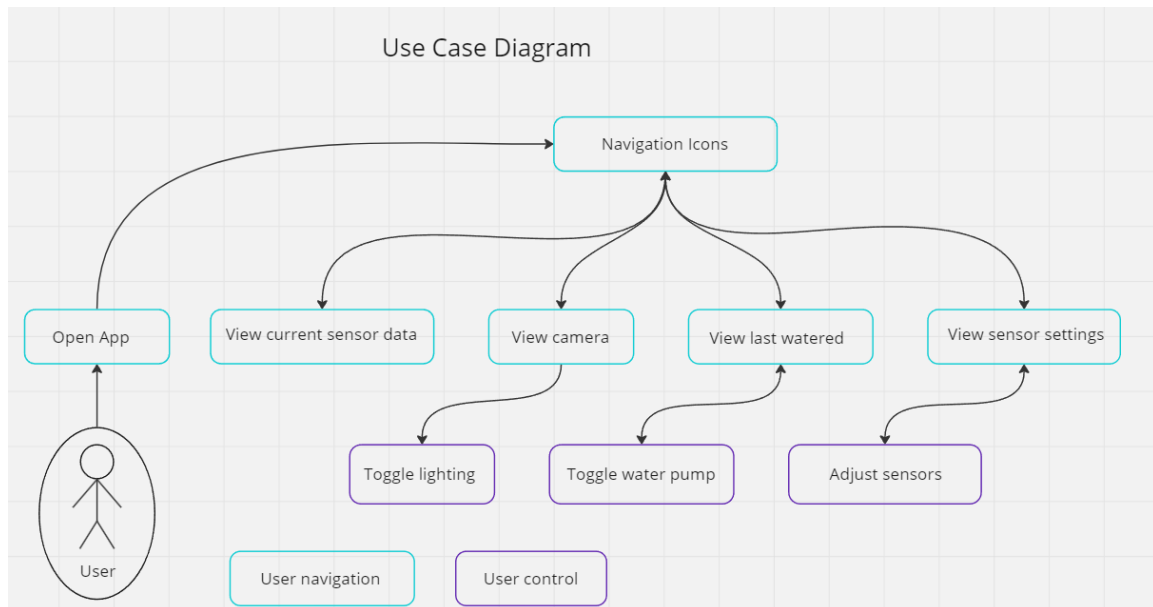 Use Case Diagram
Navigation Icons
Open App
View current sensor data
View camera
View last watered
View sensor settings
Toggle lighting
Toggle water pump
Adjust sensors
User
User navigation
User control